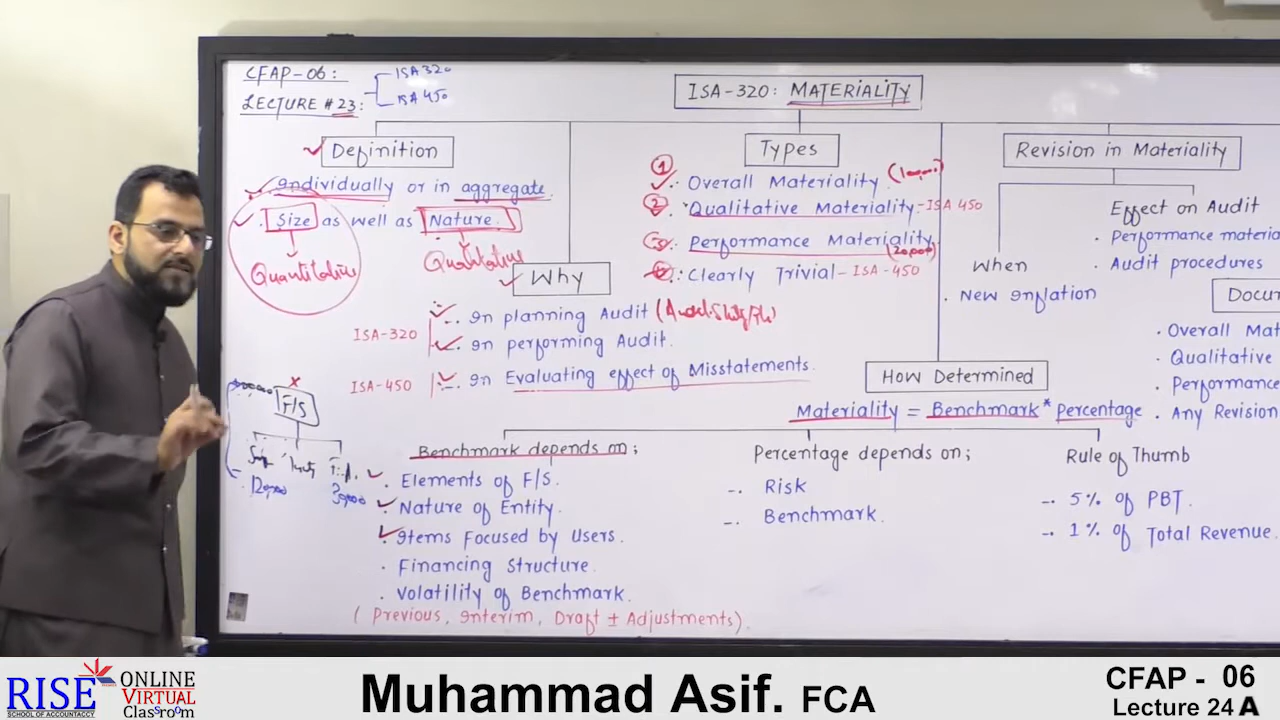 CFAP-06:
ISA 320
ISA 450
LECTURE #23:
ISA-320: MATERIALITY
Definition
Individually or in aggregate.
Size as well as Nature.
Quantitative
Why
ISA-320
In planning Audit
In performing Audit.
ISA-450
In Evaluating effect of Misstatements.
F/S
Types
1
Overall Materiality
2
Qualitative Materiality - ISA 450
3
Performance Materiality
Clearly Trivial - ISA-450
Revision in Materiality
When
. New Information
Effect on Audit
. Performance materia
. Audit procedures
Docu
. Overall Mat
. Qualitative
. Performance
. Any Revision
How Determined
Materiality = Benchmark * percentage
Benchmark depends on;
Elements of F/S.
Nature of Entity.
Items Focused by Users.
. Financing Structure.
. Volatility of Benchmark.
( Previous, Interim, Draft ± Adjustments).
Percentage depends on;
-. Risk
-. Benchmark.
Rule of Thumb
-. 5% of PBT.
-. 1% of Total Revenue.
RISE
SCHOOL OF ACCOUNTACCY
ONLINE
VIRTUAL
Classroom
Muhammad Asif. FCA
CFAP - 06
Lecture 24 A